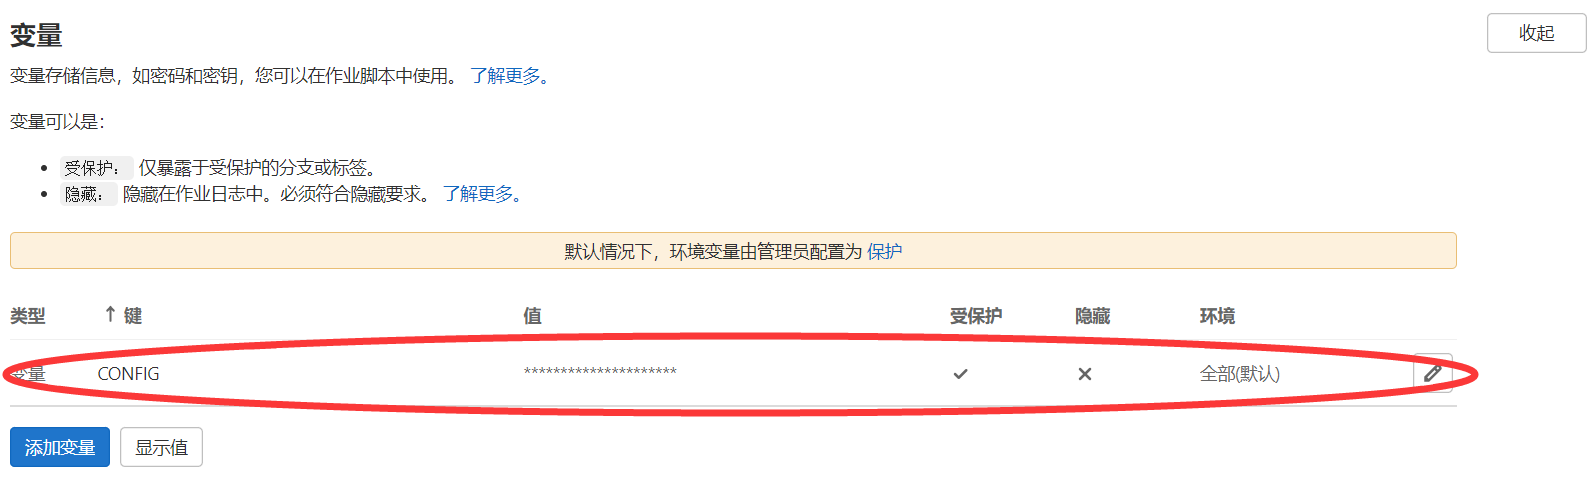 变量
收起
变量存储信息，如密码和密钥，您可以在作业脚本中使用。 了解更多。
变量可以是：
受保护： 仅暴露于受保护的分支或标签。
隐藏： 隐藏在作业日志中。必须符合隐藏要求。 了解更多。
默认情况下，环境变量由管理员配置为 保护
类型 ↑ 键 值 受保护 隐藏 环境
变量 CONFIG ********************* 全部(默认)
添加变量 显示值